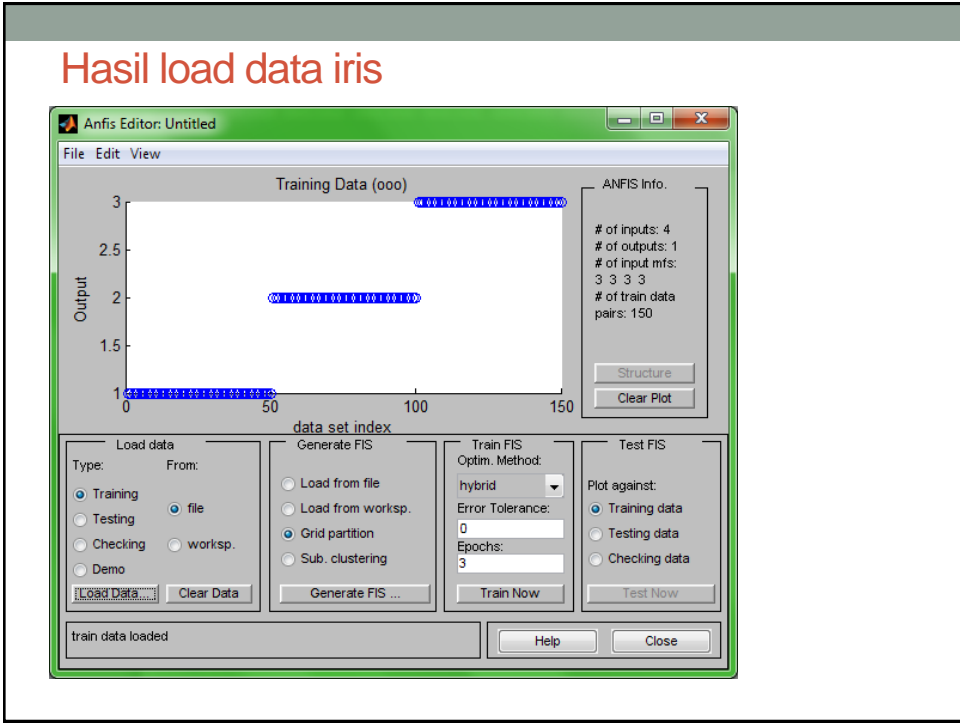 Hasil load data iris
Anfis Editor: Untitled
File Edit View
Training Data (ooo)
3
2.5
2
1.5
1
Output
0 50 100 150
data set index
ANFIS Info.
# of inputs: 4
# of outputs: 1
# of input mfs:
3 3 3 3
# of train data
pairs: 150
Structure
Clear Plot
Load data
Type: From:
Training
file
Testing
Checking
worksp.
Demo
Load Data... Clear Data
Generate FIS
Load from file
Load from worksp.
Grid partition
Sub. clustering
Generate FIS ...
Train FIS
Optim. Method:
hybrid
Error Tolerance:
0
Epochs:
3
Train Now
Test FIS
Plot against:
Training data
Testing data
Checking data
Test Now
train data loaded
Help Close